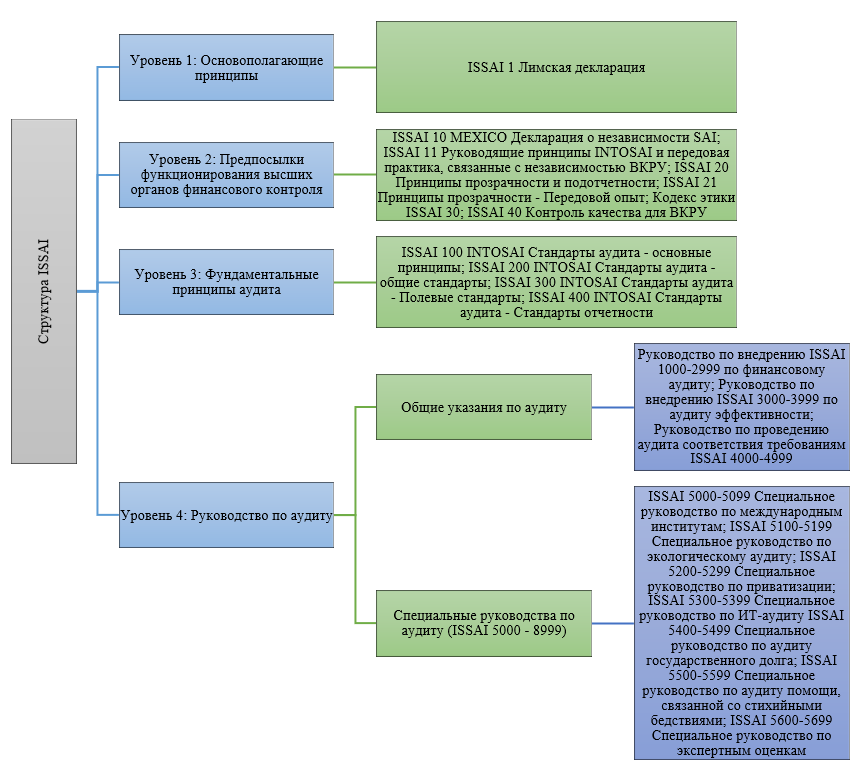 Структура ISSAI
Уровень 1: Основополагающие
принципы
ISSAI 1 Лимская декларация
Уровень 2: Предпосылки
функционирования высших
органов финансового контроля
ISSAI 10 MEXICO Декларация о независимости SAI;
ISSAI 11 Руководящие принципы INTOSAI и передовая
практика, связанные с независимостью ВКРУ; ISSAI 20
Принципы прозрачности и подотчетности; ISSAI 21
Принципы прозрачности - Передовой опыт; Кодекс этики
ISSAI 30; ISSAI 40 Контроль качества для ВКРУ
Уровень 3: Фундаментальные
принципы аудита
ISSAI 100 INTOSAI Стандарты аудита - основные
принципы; ISSAI 200 INTOSAI Стандарты аудита -
общие стандарты; ISSAI 300 INTOSAI Стандарты аудита
- Полевые стандарты; ISSAI 400 INTOSAI Стандарты
аудита - Стандарты отчетности
Уровень 4: Руководство по аудиту
Общие указания по аудиту
Руководство по внедрению ISSAI
1000-2999 по финансовому
аудиту; Руководство по
внедрению ISSAI 3000-3999 по
аудиту эффективности;
Руководство по проведению
аудита соответствия требованиям
ISSAI 4000-4999
Специальные руководства по
аудиту (ISSAI 5000 - 8999)
ISSAI 5000-5099 Специальное
руководство по международным
институтам; ISSAI 5100-5199
Специальное руководство по
экологическому аудиту; ISSAI
5200-5299 Специальное
руководство по приватизации;
ISSAI 5300-5399 Специальное
руководство по ИТ-аудиту ISSAI
5400-5499 Специальное
руководство по аудиту
государственного долга; ISSAI
5500-5599 Специальное
руководство по аудиту помощи,
связанной со стихийными
бедствиями; ISSAI 5600-5699
Специальное руководство по
экспертным оценкам